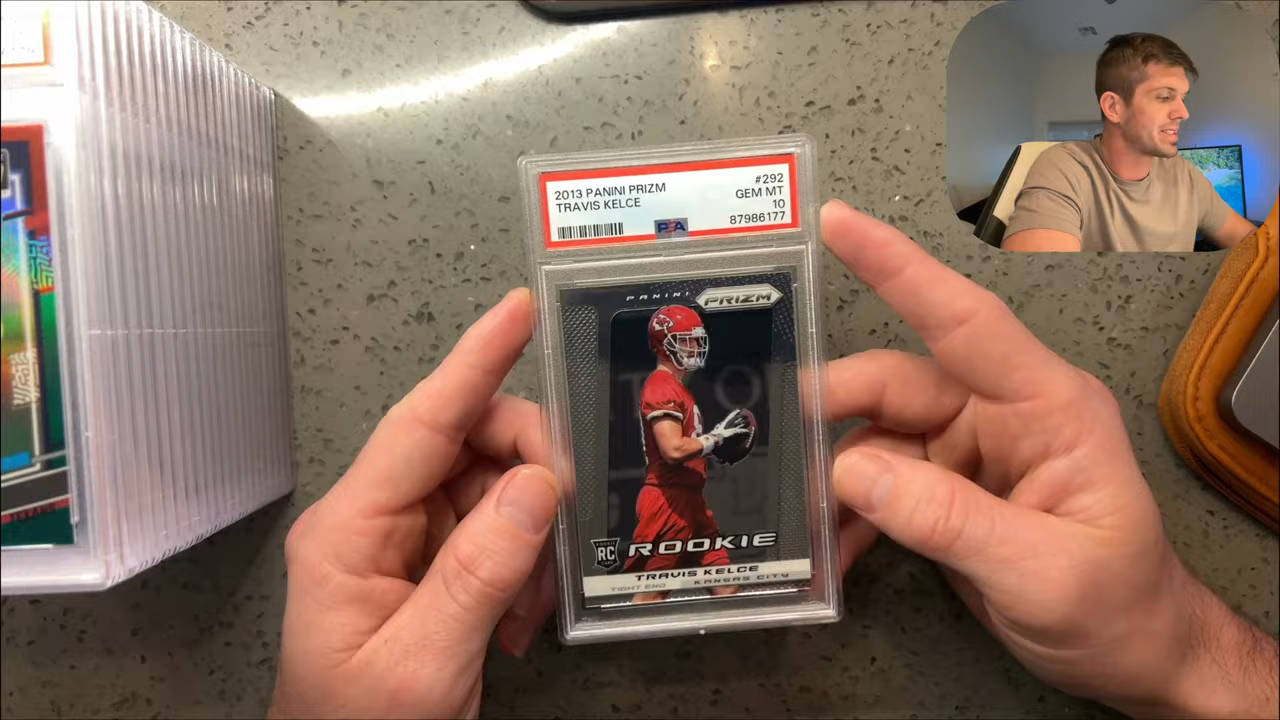 2013 PANINI PRIZM #292
TRAVIS KELCE GEM MT
10
PSA 87986177
PANINI PRIZM
RC ROOKIE
TRAVIS KELCE
TIGHT END KANSAS CITY
TEXANS